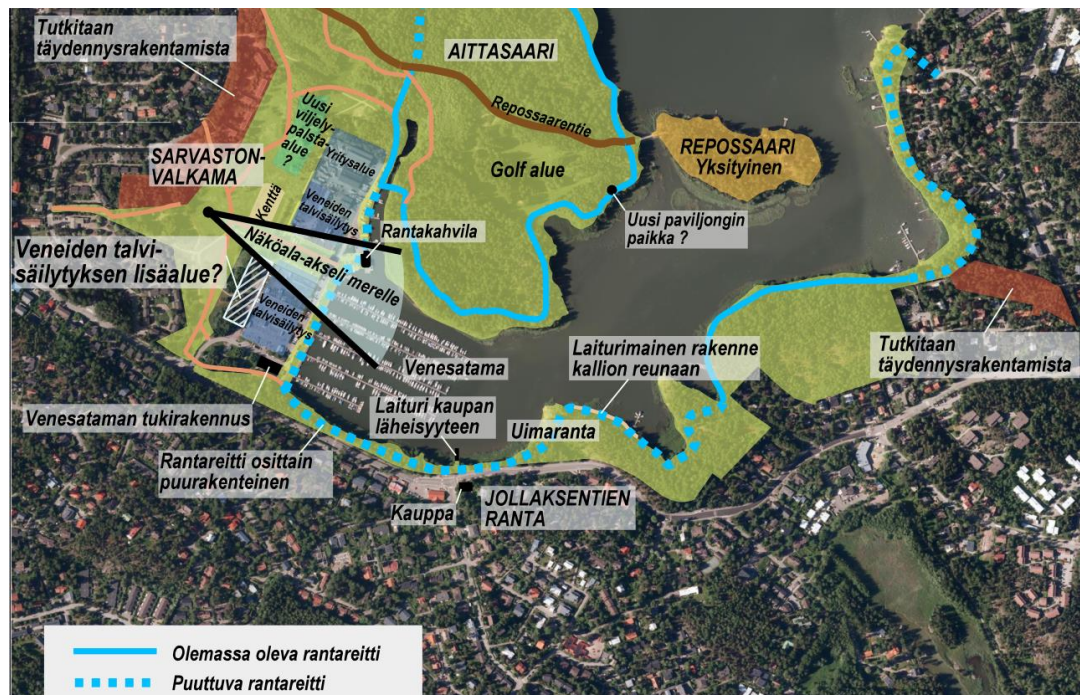 Tutkitaan
täydennysrakentamista
AITTASAARI
Repossaarentie
Uusi
viljely-
palsta-
alue
?
Yritysalue
SARVASTON-
VALKAMA
Golf alue
REPOSSAARI
Yksityinen
Kenttä
Veneiden
talvisäilytys
Rantakahvila
Uusi paviljongin
paikka ?
Veneiden talvi-
säilytyksen lisäalue?
Näköala-akseli merelle
Veneiden
talvisäilytys
Venesatama
Laiturimainen rakenne
kallion reunaan
Tutkitaan
täydennysrakentamista
Venesataman tukirakennus
Laituri kaupan
läheisyyteen
Uimaranta
Rantareitti osittain
puurakenteinen
Kauppa
JOLLAKSENTIEN
RANTA
Olemassa oleva rantareitti
Puuttuva rantareitti